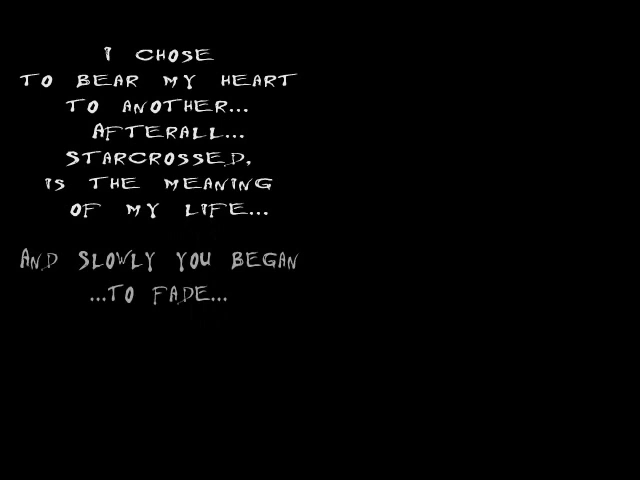 I CHOSE
TO BEAR MY HEART
TO ANOTHER...
AFTERALL...
STARCROSSED,
IS THE MEANING
OF MY LIFE...
AND SLOWLY YOU BEGAN
...TO FADE...